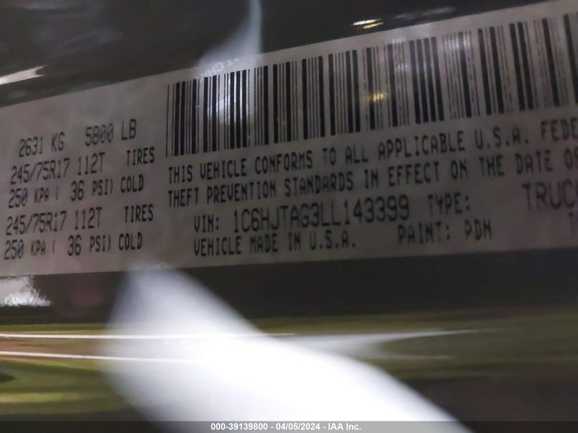 2631 KG 5800 LB
245/75R17 112T TIRES
250 KPA ( 36 PSI) COLD
245/75R17 112T TIRES
250 KPA ( 36 PSI) COLD
THIS VEHICLE CONFORMS TO ALL APPLICABLE U.S.A. FEDE
THEFT PREVENTION STANDARDS IN EFFECT ON THE DATE O
VIN: 1C6HJTAG3LL143399 TYPE: TRUC
VEHICLE MADE IN U.S.A. PAINT: PDN
000-39139800 - 04/05/2024 - IAA Inc.